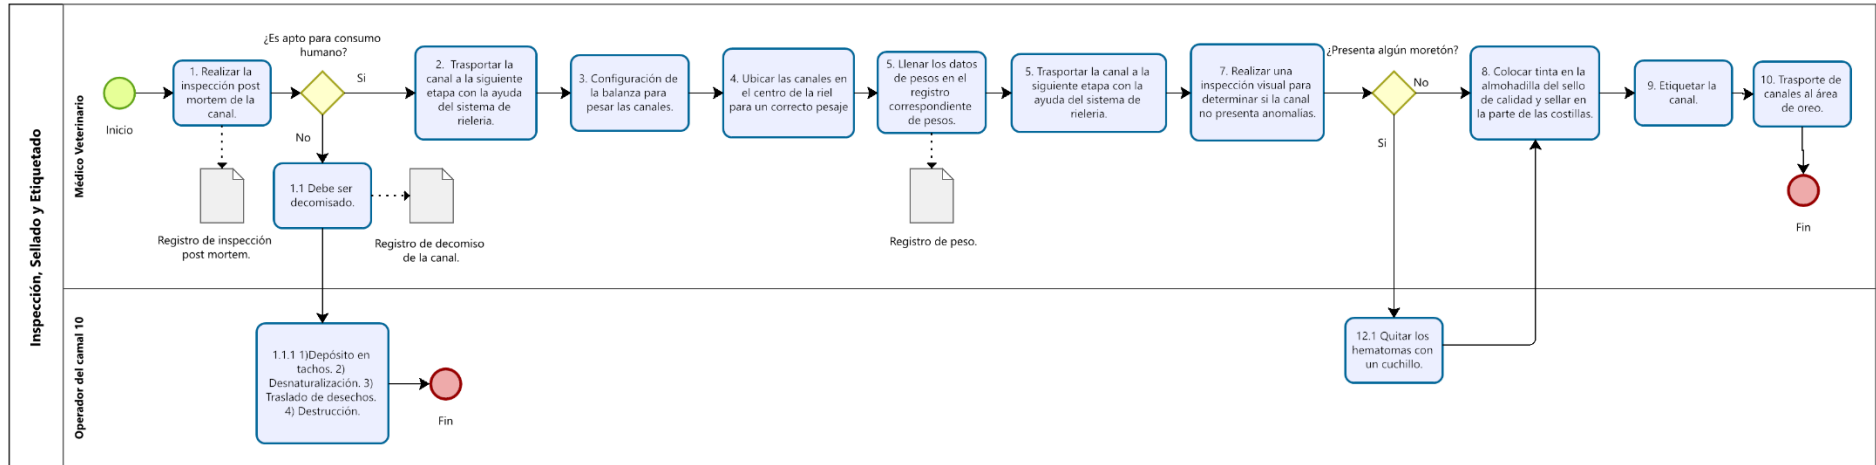 Inspección, Sellado y Etiquetado
Médico Veterinario
Inicio
1. Realizar la
inspección post
mortem de la
canal.
Registro de inspección
post mortem.
¿Es apto para consumo
humano?
Si
No
1.1 Debe ser
decomisado.
Registro de decomiso
de la canal.
2. Trasportar la
canal a la siguiente
etapa con la ayuda
del sistema de
rieleria.
3. Configuración de
la balanza para
pesar las canales.
4. Ubicar las canales en
el centro de la riel
para un correcto pesaje
5. Llenar los datos
de pesos en el
registro
correspondiente
de pesos.
Registro de peso.
5. Trasportar la canal a la
siguiente etapa con la
ayuda del sistema de
rieleria.
7. Realizar una
inspección visual para
determinar si la canal
no presenta anomalías.
¿Presenta algún moretón?
No
Si
8. Colocar tinta en la
almohadilla del sello
de calidad y sellar en
la parte de las costillas.
9. Etiquetar la
canal.
10. Trasporte de
canales al área
de oreo.
Fin
Operador del camal 10
1.1.1 1)Depósito en
tachos. 2)
Desnaturalización. 3)
Traslado de desechos.
4) Destrucción.
Fin
12.1 Quitar los
hematomas con
un cuchillo.